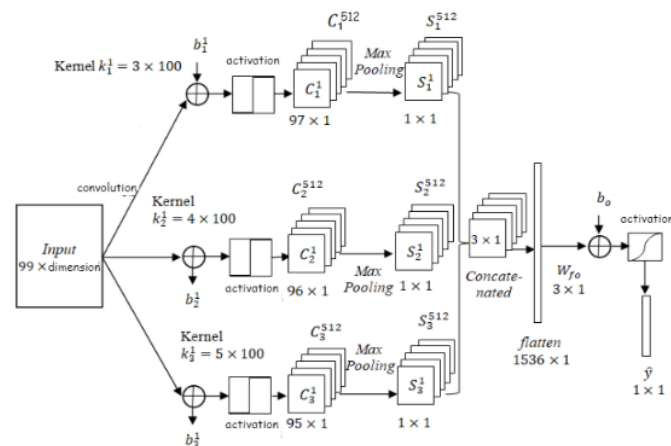 C₁⁵¹² S₁⁵¹²
b₁¹ activation Max Pooling
Kernel k₁¹ = 3 × 100
C₁¹ S₁¹
97 × 1 1 × 1
convolution
C₂⁵¹² S₂⁵¹²
Kernel
k₂¹ = 4 × 100
Input
99 × dimension
C₂¹ S₂¹
b₂¹ activation 96 × 1 Max Pooling 1 × 1
3 × 1
Concate-
nated
b₀
activation
W_fo
3 × 1
flatten
1536 × 1
ŷ
1 × 1
C₃⁵¹² S₃⁵¹²
Kernel
k₃¹ = 5 × 100
Max Pooling
C₃¹ S₃¹
b₃¹ activation 95 × 1 1 × 1